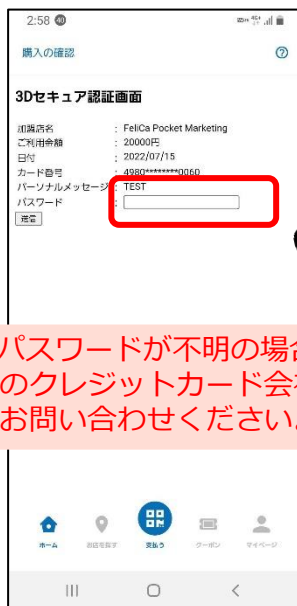 2:58
購入の確認
3Dセキュア認証画面
加盟店名 : FeliCa Pocket Marketing
ご利用金額 : 20000円
日付 : 2022/07/15
カード番号 : 4980********0060
パーソナルメッセージ : TEST
パスワード :
送信
パスワードが不明の場合
のクレジットカード会
お問い合わせください。
ホーム お店を探す 支払う クーポン マイページ